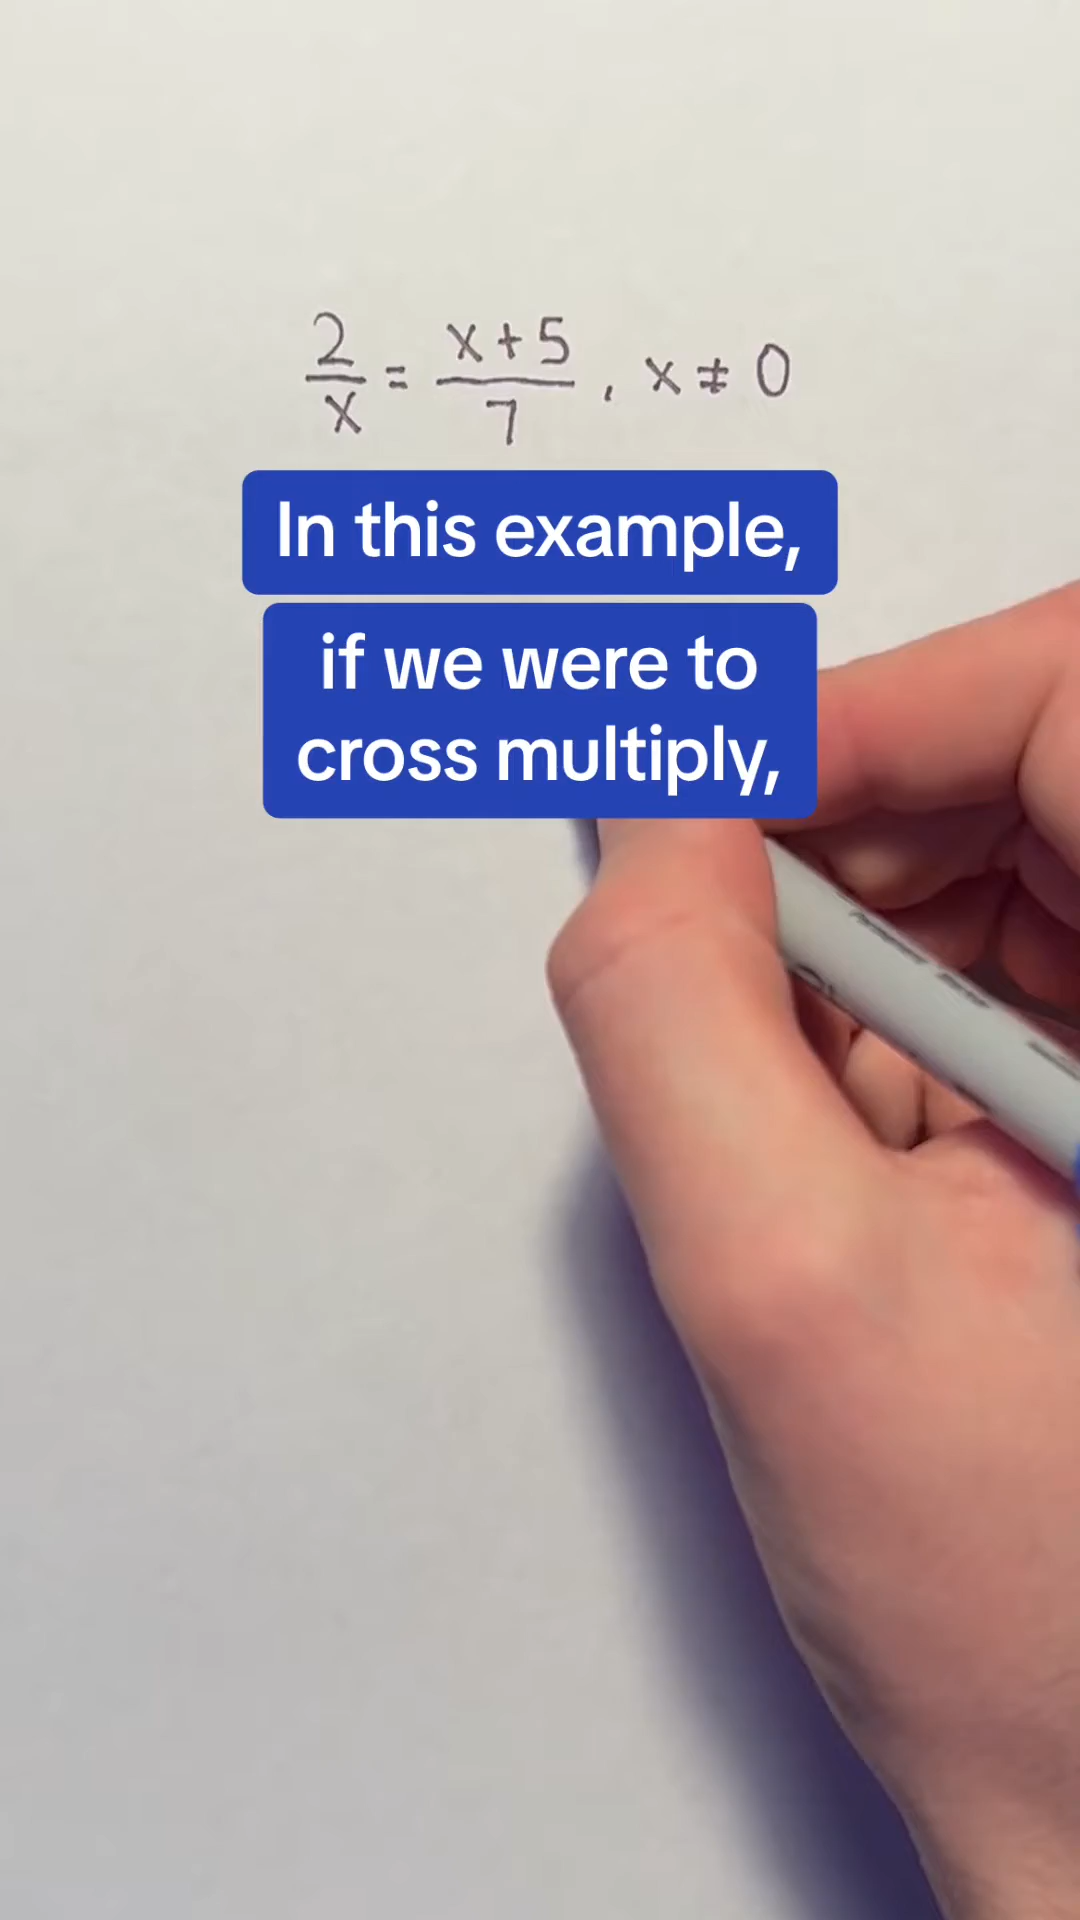 2/x = x+5/7 , x ≠ 0
In this example,
if we were to
cross multiply,